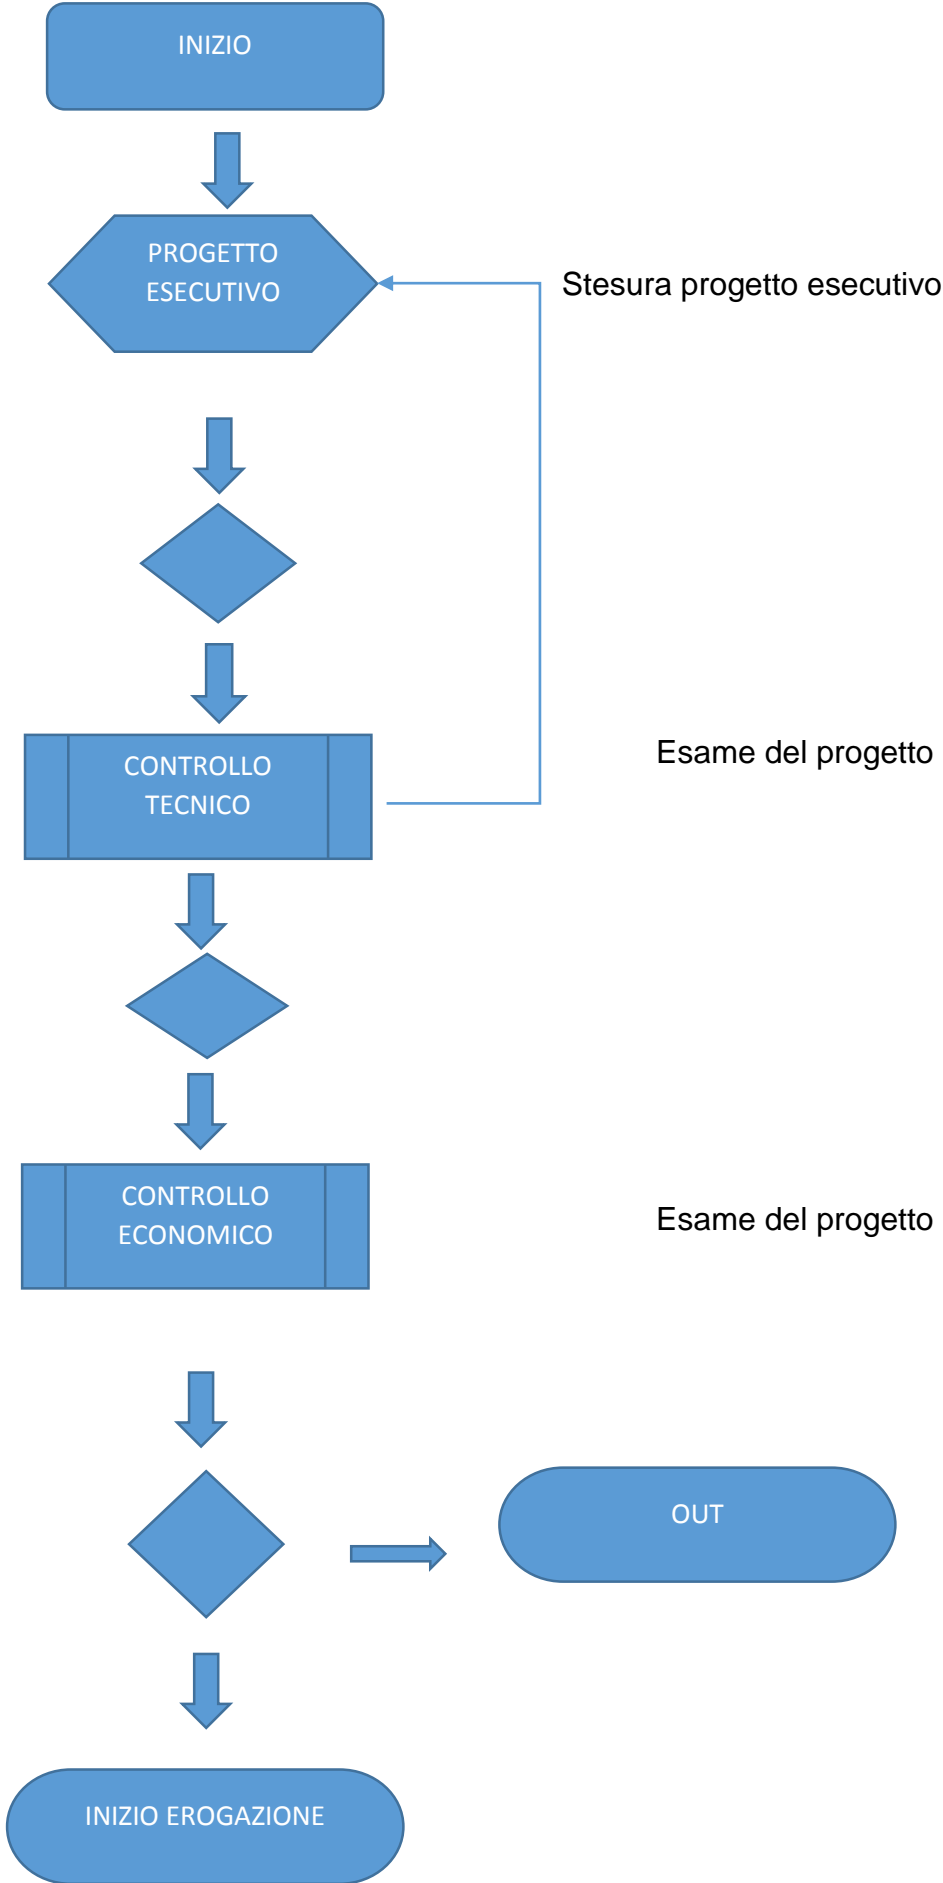 INIZIO
PROGETTO
ESECUTIVO
Stesura progetto esecutivo
CONTROLLO
TECNICO
Esame del progetto
CONTROLLO
ECONOMICO
Esame del progetto
OUT
INIZIO EROGAZIONE